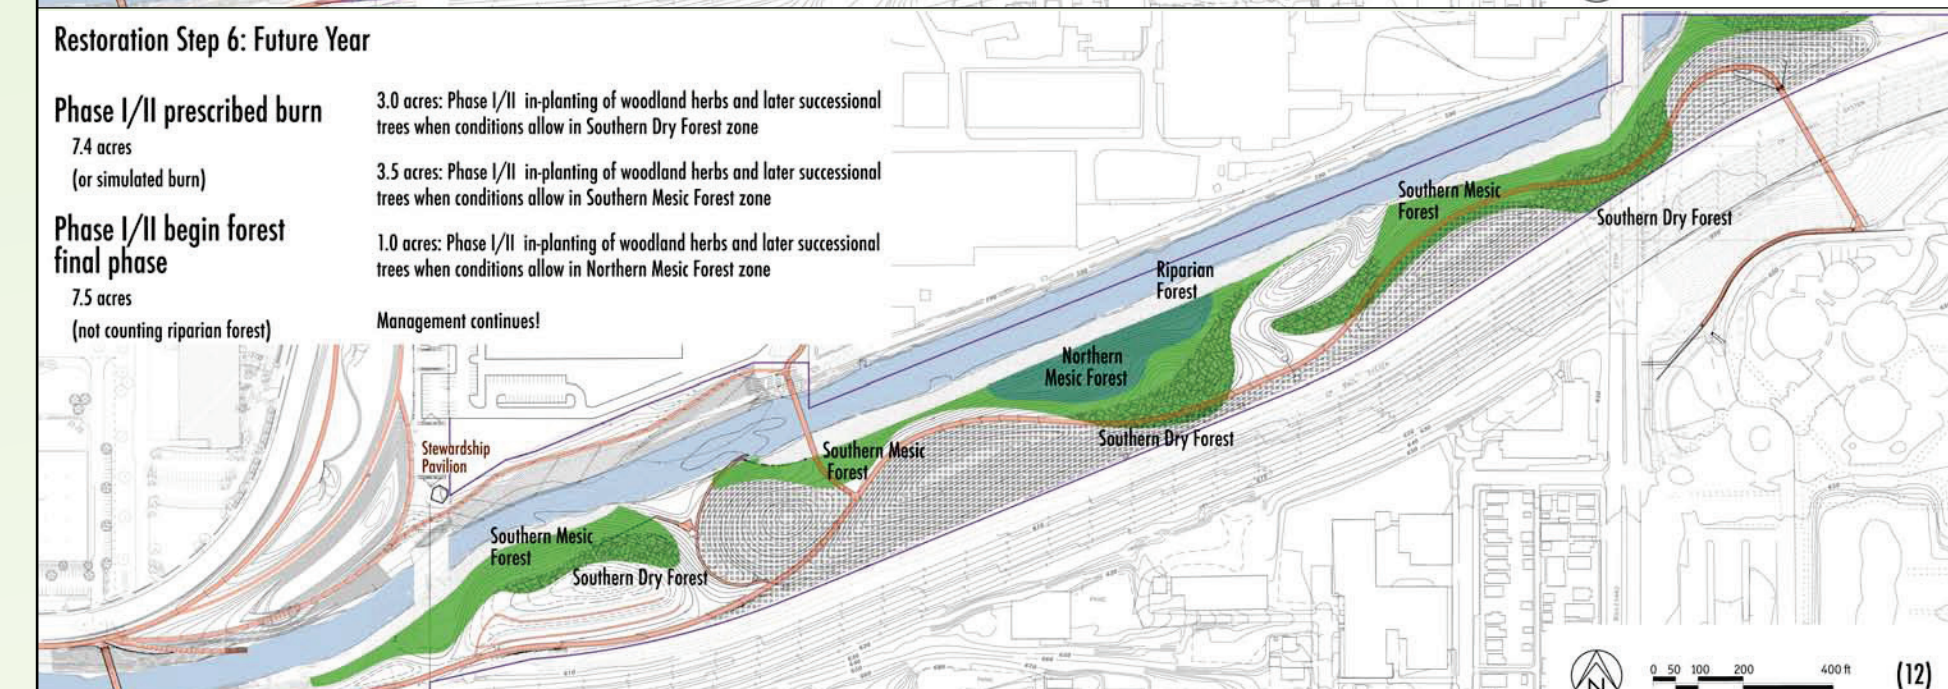 Restoration Step 6: Future Year
Phase I/II prescribed burn
7.4 acres
(or simulated burn)
Phase I/II begin forest
final phase
7.5 acres
(not counting riparian forest)
3.0 acres: Phase I/II in-planting of woodland herbs and later successional
trees when conditions allow in Southern Dry Forest zone
3.5 acres: Phase I/II in-planting of woodland herbs and later successional
trees when conditions allow in Southern Mesic Forest zone
1.0 acres: Phase I/II in-planting of woodland herbs and later successional
trees when conditions allow in Northern Mesic Forest zone
Management continues!
Southern Mesic
Forest
Southern Dry Forest
Riparian
Forest
Northern
Mesic Forest
Southern Dry Forest
Southern Mesic
Forest
Stewardship
Pavilion
Southern Mesic
Forest
Southern Dry Forest
N
0 50 100 200 400 ft
(12)